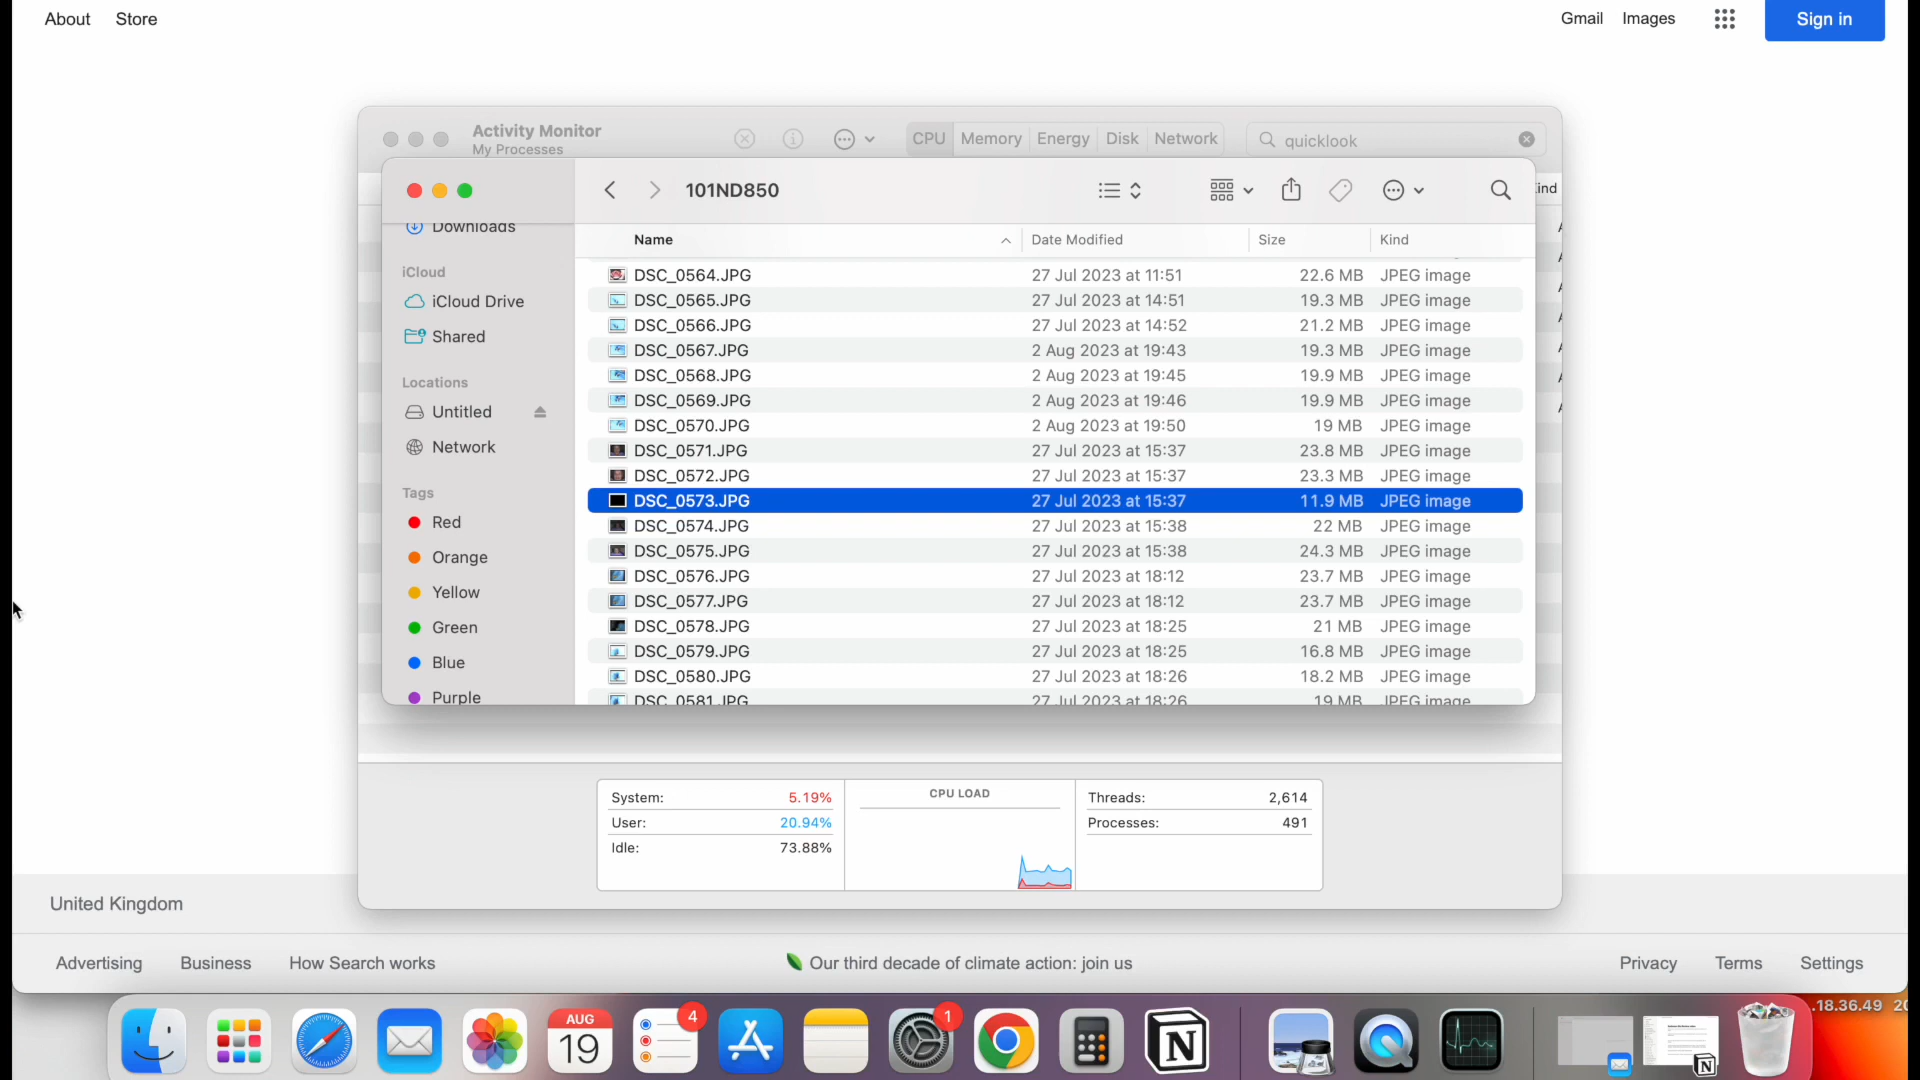 About Store Gmail Images Sign in
Activity Monitor
My Processes
CPU Memory Energy Disk Network quicklook
101ND850
Downloads
iCloud
iCloud Drive
Shared
Locations
Untitled
Network
Tags
Red
Orange
Yellow
Green
Blue
Purple
Name Date Modified Size Kind
DSC_0564.JPG 27 Jul 2023 at 11:51 22.6 MB JPEG image
DSC_0565.JPG 27 Jul 2023 at 14:51 19.3 MB JPEG image
DSC_0566.JPG 27 Jul 2023 at 14:52 21.2 MB JPEG image
DSC_0567.JPG 2 Aug 2023 at 19:43 19.3 MB JPEG image
DSC_0568.JPG 2 Aug 2023 at 19:45 19.9 MB JPEG image
DSC_0569.JPG 2 Aug 2023 at 19:46 19.9 MB JPEG image
DSC_0570.JPG 2 Aug 2023 at 19:50 19 MB JPEG image
DSC_0571.JPG 27 Jul 2023 at 15:37 23.8 MB JPEG image
DSC_0572.JPG 27 Jul 2023 at 15:37 23.3 MB JPEG image
DSC_0573.JPG 27 Jul 2023 at 15:37 11.9 MB JPEG image
DSC_0574.JPG 27 Jul 2023 at 15:38 22 MB JPEG image
DSC_0575.JPG 27 Jul 2023 at 15:38 24.3 MB JPEG image
DSC_0576.JPG 27 Jul 2023 at 18:12 23.7 MB JPEG image
DSC_0577.JPG 27 Jul 2023 at 18:12 23.7 MB JPEG image
DSC_0578.JPG 27 Jul 2023 at 18:25 21 MB JPEG image
DSC_0579.JPG 27 Jul 2023 at 18:25 16.8 MB JPEG image
DSC_0580.JPG 27 Jul 2023 at 18:26 18.2 MB JPEG image
DSC_0581.JPG 27 Jul 2023 at 18:26 19 MB JPEG image
System: 5.19%
User: 20.94%
Idle: 73.88%
CPU LOAD
Threads: 2,614
Processes: 491
United Kingdom
Advertising Business How Search works Our third decade of climate action: join us Privacy Terms Settings
AUG
19
4
1
N
.18.36.49